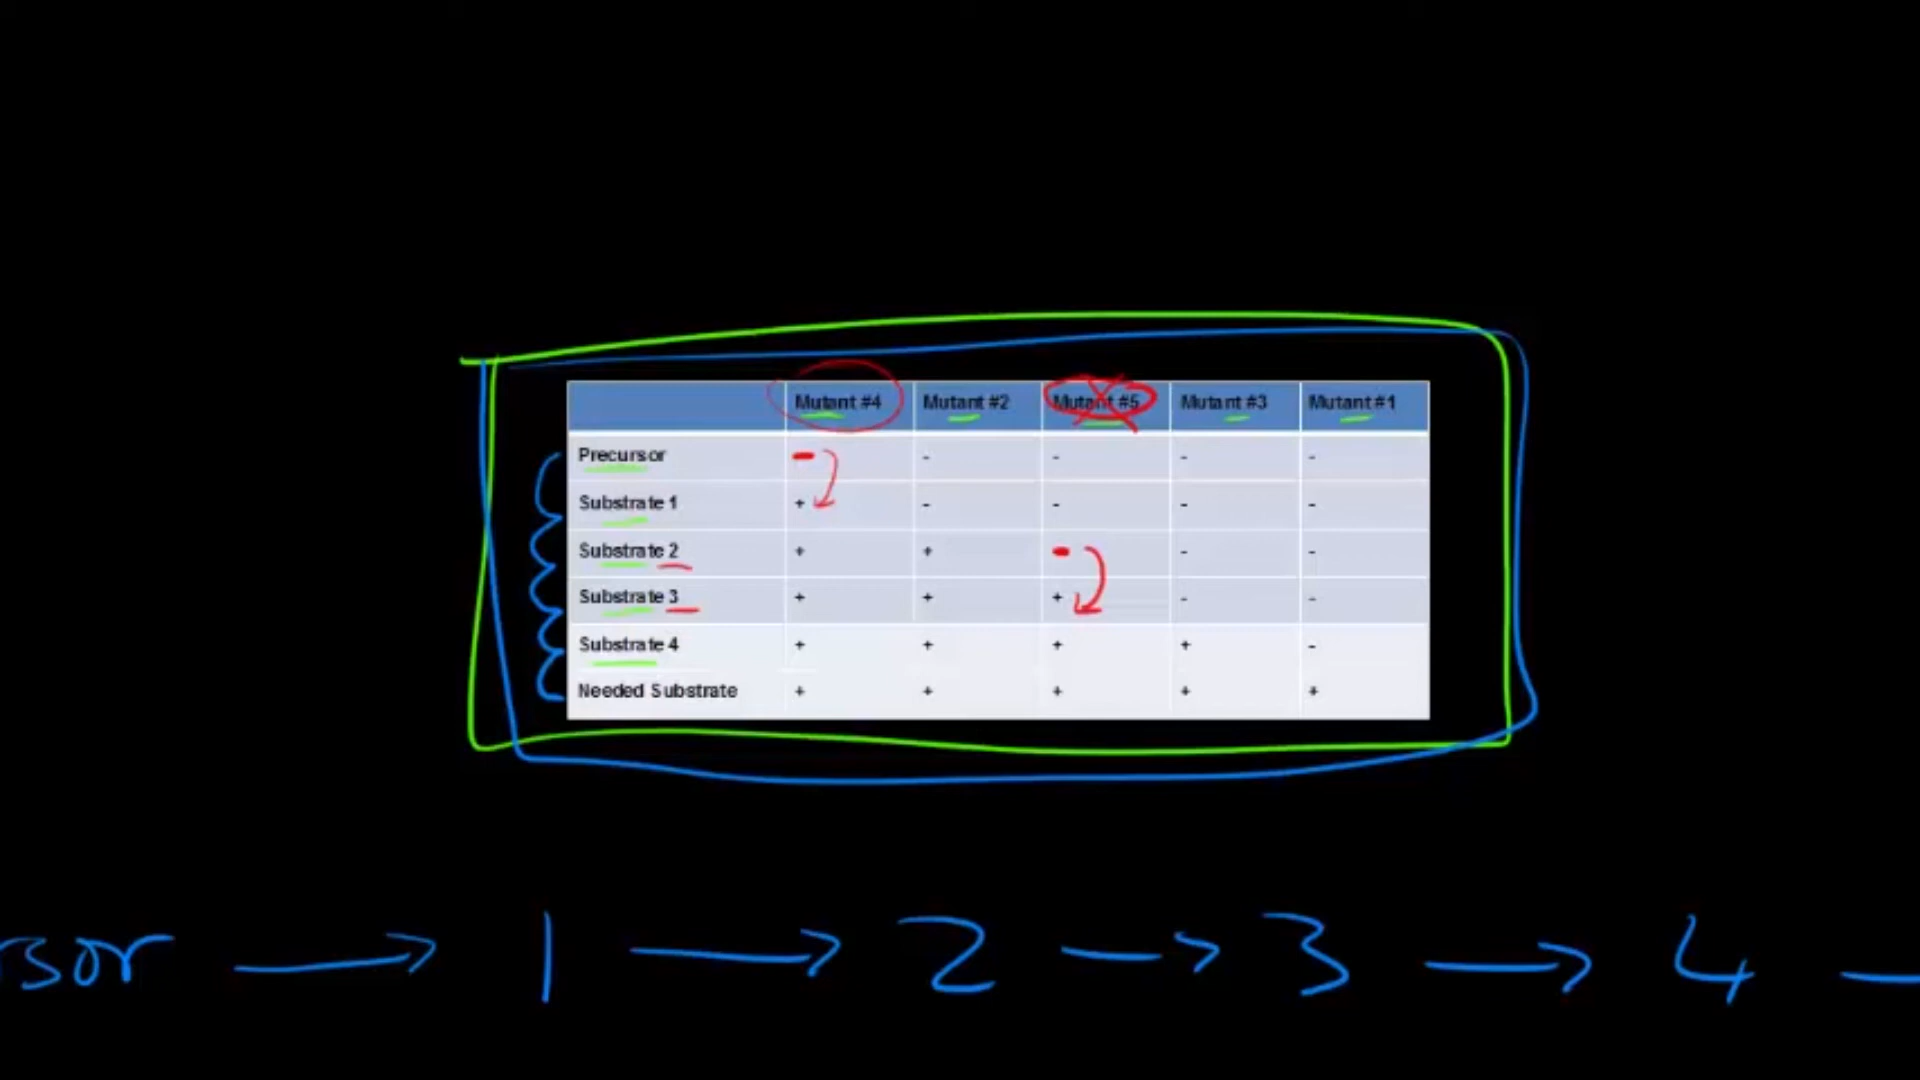 Mutant #4 Mutant #2 Mutant #5 Mutant #3 Mutant #1
Precursor - - - - -
Substrate 1 + - - - -
Substrate 2 + + - - -
Substrate 3 + + + - -
Substrate 4 + + + + -
Needed Substrate + + + + +
rsor → 1 → 2 → 3 → 4 —